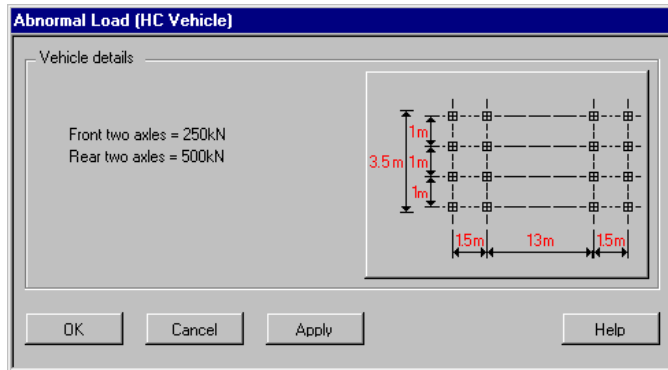 Abnormal Load (HC Vehicle)
Vehicle details
Front two axles = 250kN
Rear two axles = 500kN
1m
3.5m 1m
1m
1.5m 13m 1.5m
OK Cancel Apply Help